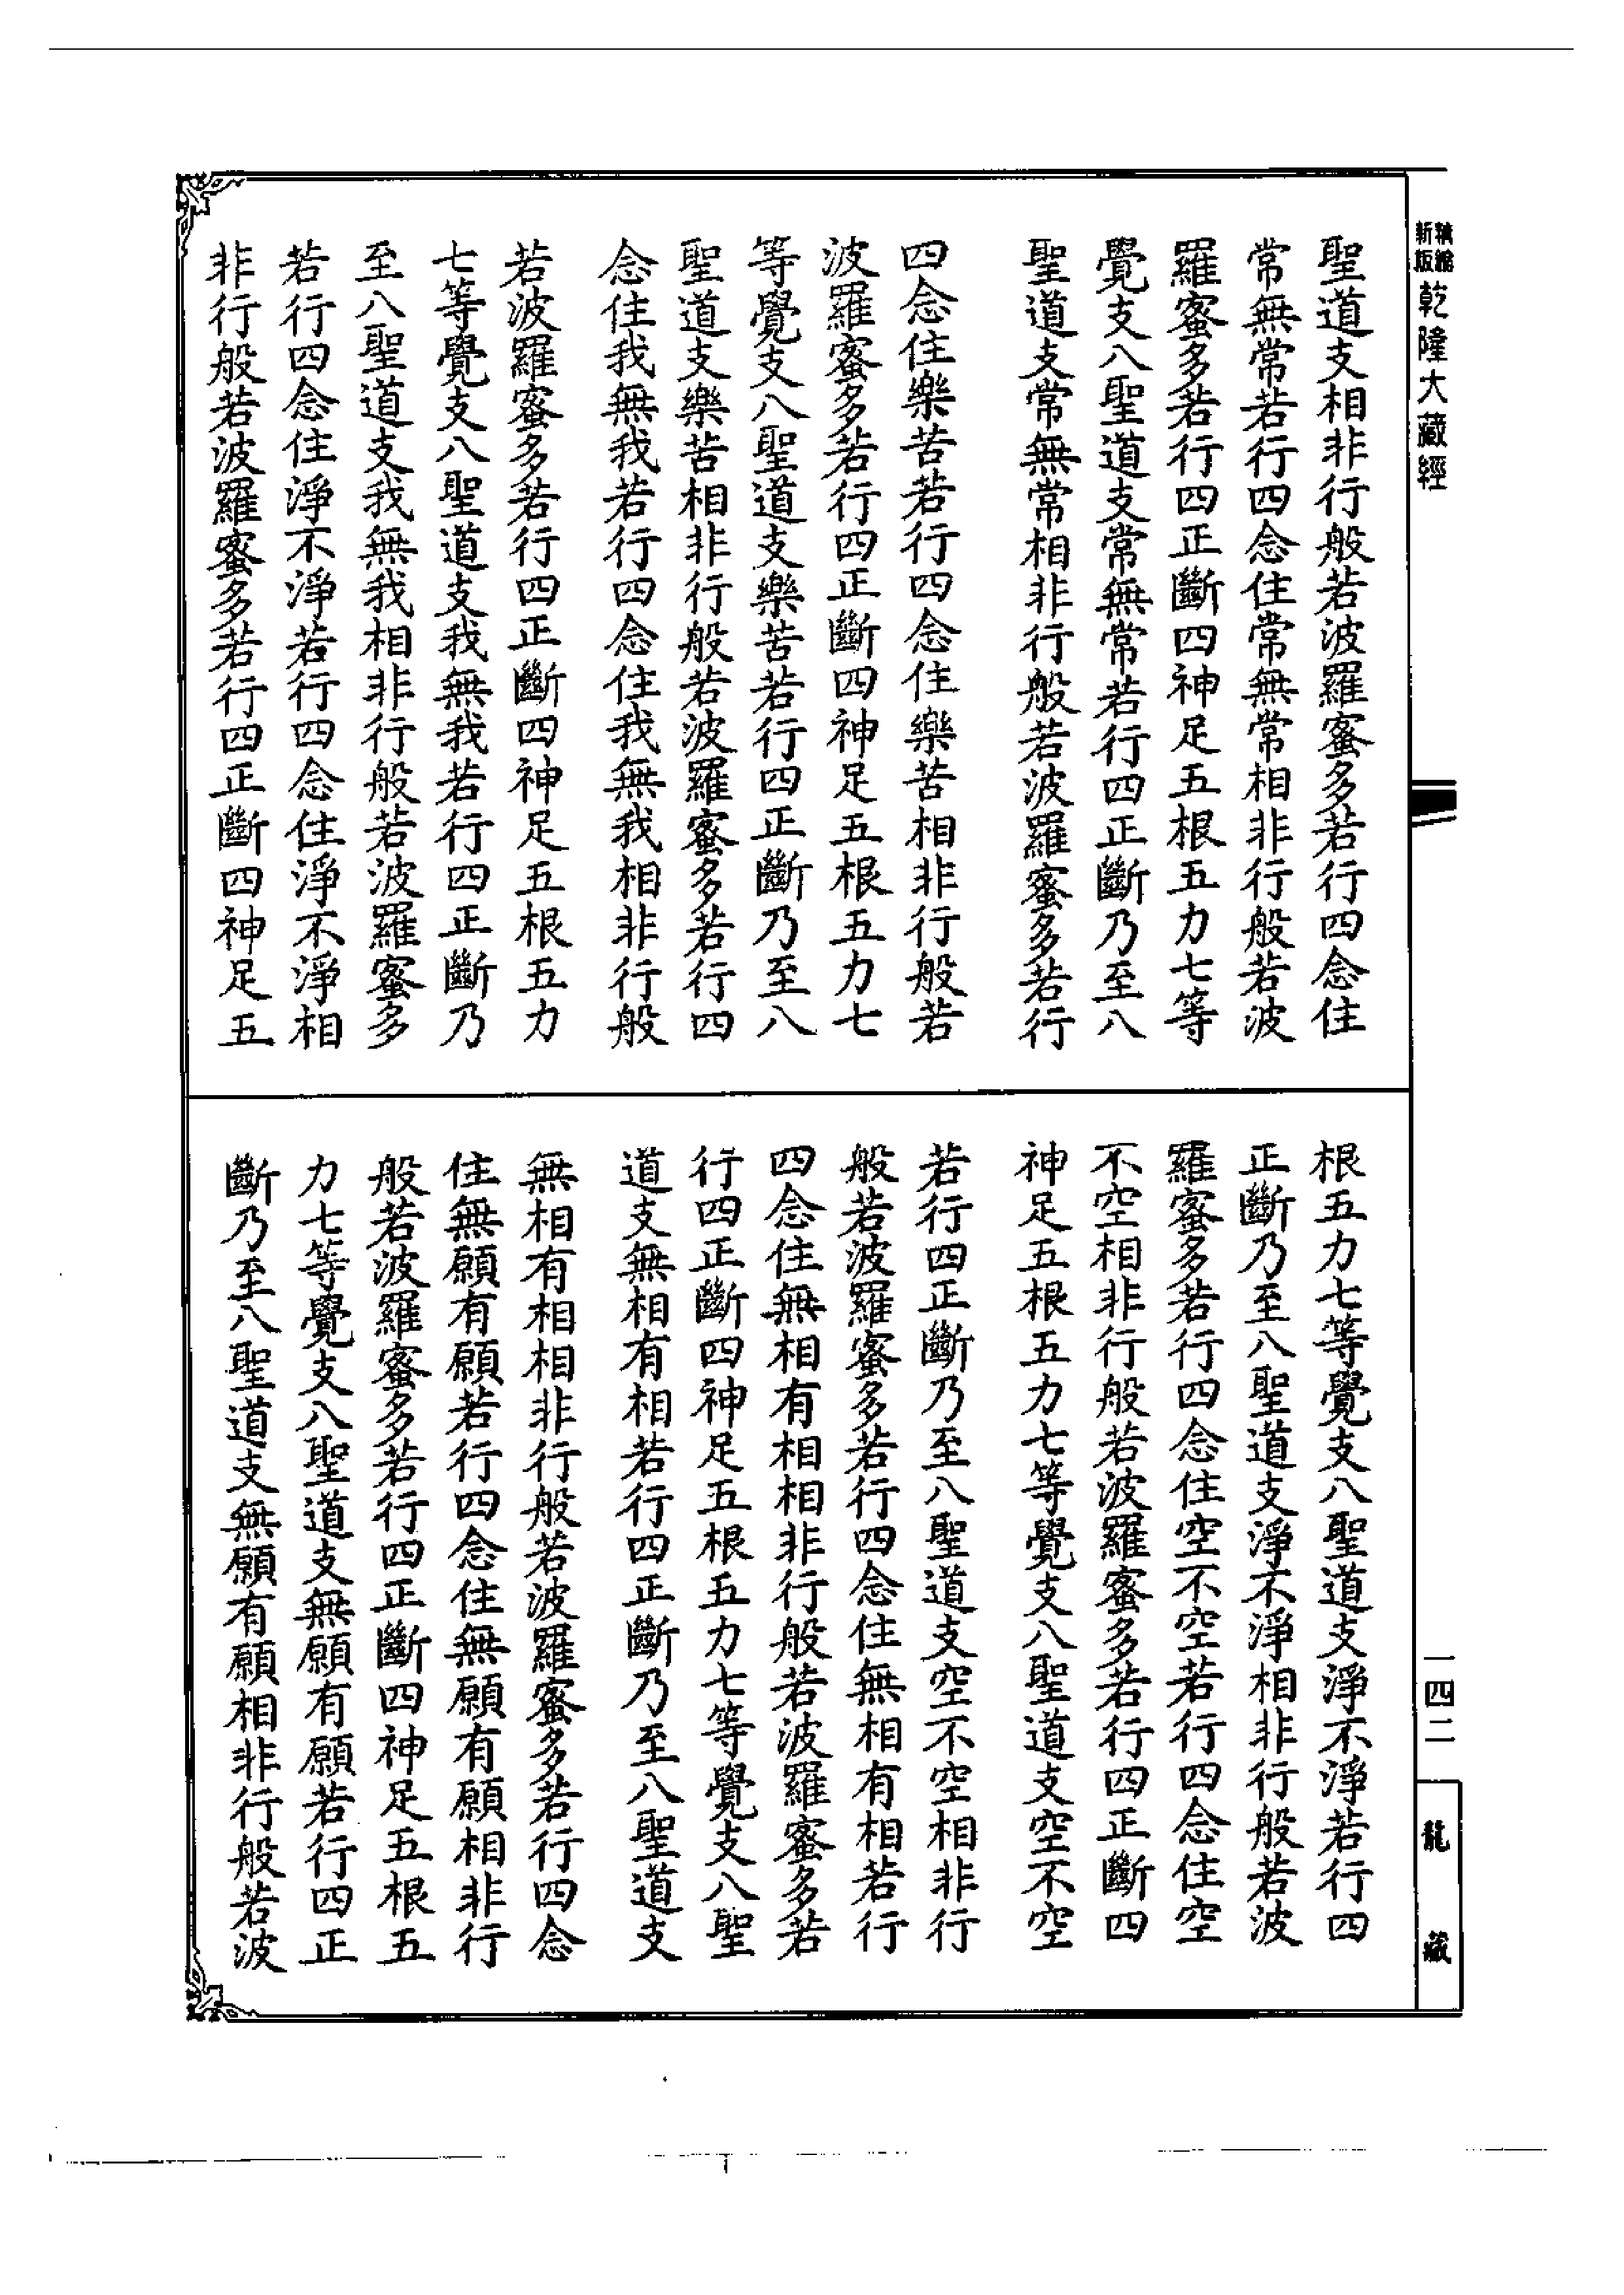 精縮新版乾隆大藏經
聖道支相非行般若波羅蜜多若行四念住
常無常若行四念住常無常相非行般若波
羅蜜多若行四正斷四神足五根五力七等
覺支八聖道支常無常若行四正斷乃至八
聖道支常無常相非行般若波羅蜜多若行
四念住樂苦若行四念住樂苦相非行般若
波羅蜜多若行四正斷四神足五根五力七
等覺支八聖道支樂苦若行四正斷乃至八
聖道支樂苦相非行般若波羅蜜多若行四
念住我無我若行四念住我無我相非行般
若波羅蜜多若行四正斷四神足五根五力
七等覺支八聖道支我無我若行四正斷乃
至八聖道支我無我相非行般若波羅蜜多
若行四念住淨不淨若行四念住淨不淨相
非行般若波羅蜜多若行四正斷四神足五
根五力七等覺支八聖道支淨不淨若行四
正斷乃至八聖道支淨不淨相非行般若波
羅蜜多若行四念住空不空若行四念住空
不空相非行般若波羅蜜多若行四正斷四
神足五根五力七等覺支八聖道支空不空
若行四正斷乃至八聖道支空不空相非行
般若波羅蜜多若行四念住無相有相若行
四念住無相有相相非行般若波羅蜜多若
行四正斷四神足五根五力七等覺支八聖
道支無相有相若行四正斷乃至八聖道支
無相有相相非行般若波羅蜜多若行四念
住無願有願若行四念住無願有願相非行
般若波羅蜜多若行四正斷四神足五根五
力七等覺支八聖道支無願有願若行四正
斷乃至八聖道支無願有願相非行般若波
一四二
龍藏